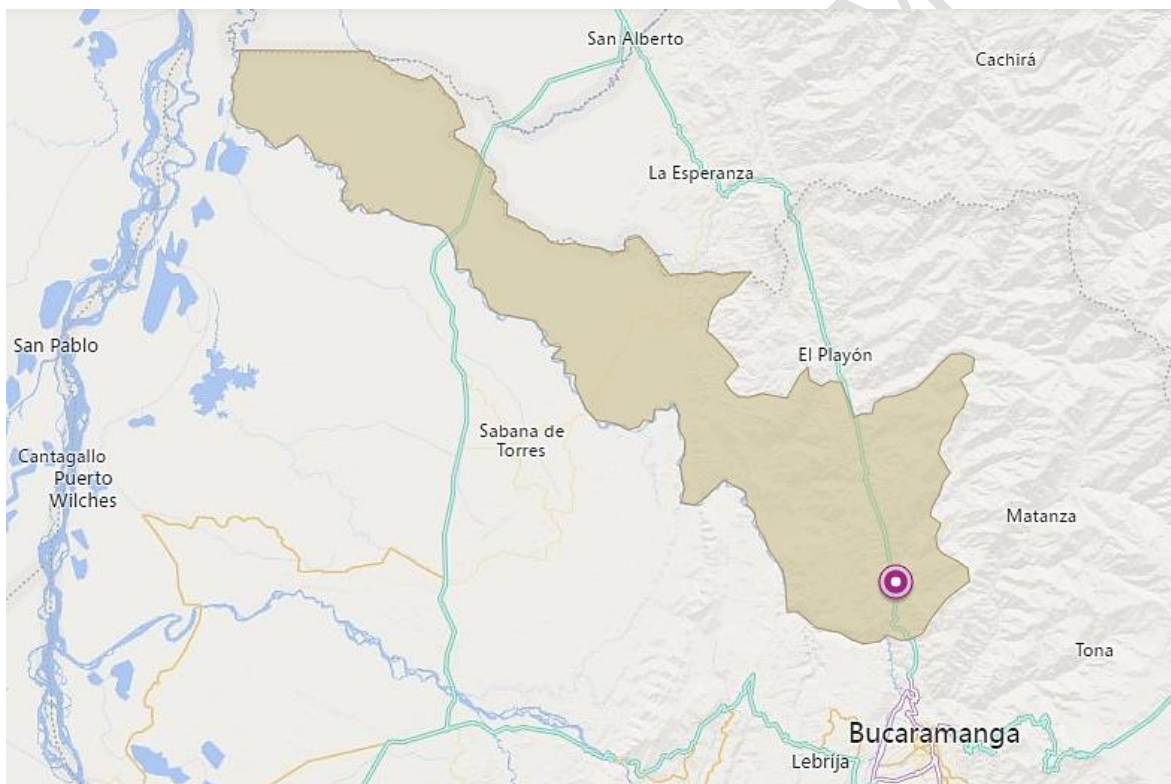 San Alberto
Cachirá
La Esperanza
San Pablo
El Playón
Sabana de
Torres
Cantagallo
Puerto
Wilches
Matanza
Tona
Bucaramanga
Lebrija